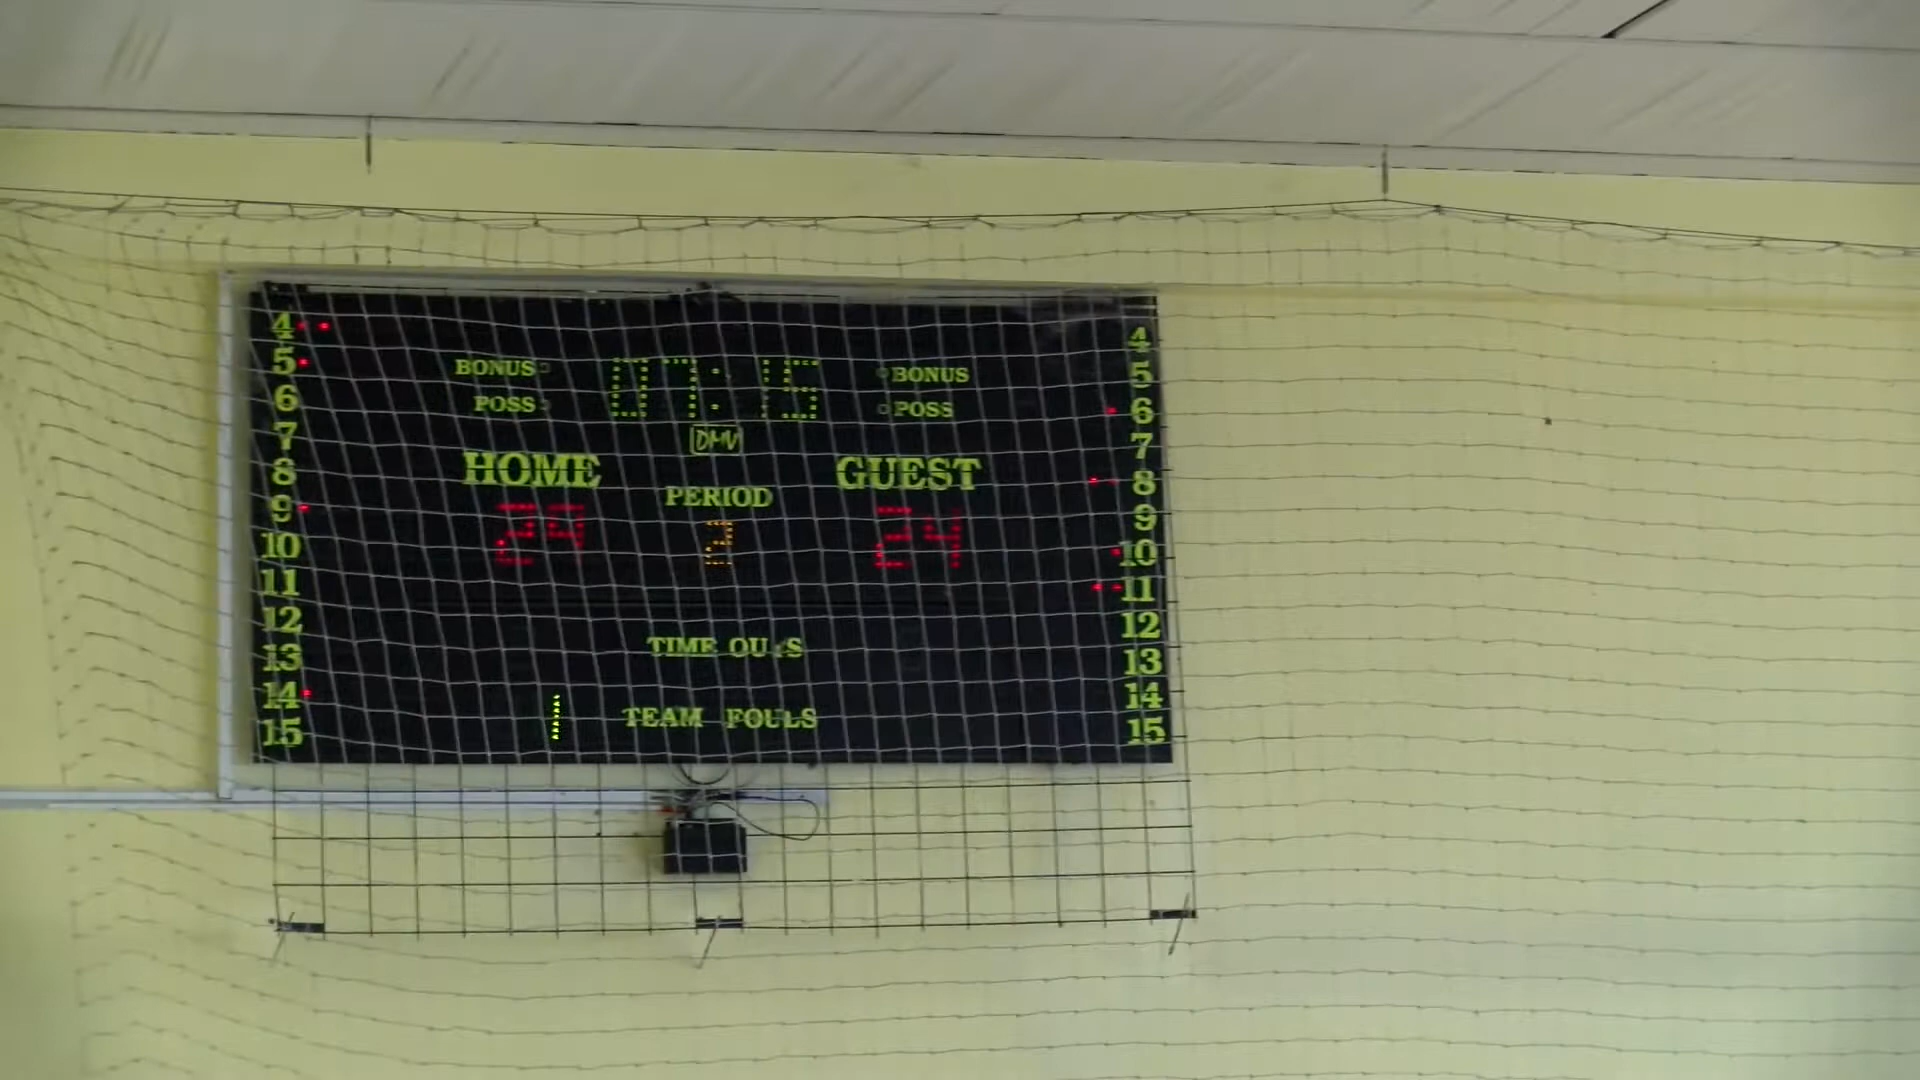 4 4
BONUS 07:15 BONUS
5 5
POSS POSS
6 6
DMV
7 7
HOME GUEST
8 8
PERIOD
9 9
2 24
10 10
11 11
12 12
TIME OUTS
13 13
14 14
1 TEAM FOULS
15 15